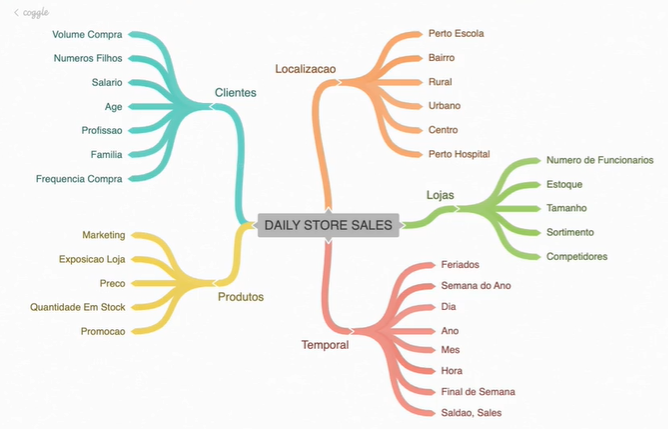 coggle
Volume Compra
Numeros Filhos
Salario
Age
Profissao
Familia
Frequencia Compra
Clientes
Marketing
Exposicao Loja
Preco
Quantidade Em Stock
Promocao
Produtos
DAILY STORE SALES
Localizacao
Perto Escola
Bairro
Rural
Urbano
Centro
Perto Hospital
Lojas
Numero de Funcionarios
Estoque
Tamanho
Sortimento
Competidores
Temporal
Feriados
Semana do Ano
Dia
Ano
Mes
Hora
Final de Semana
Saldao, Sales